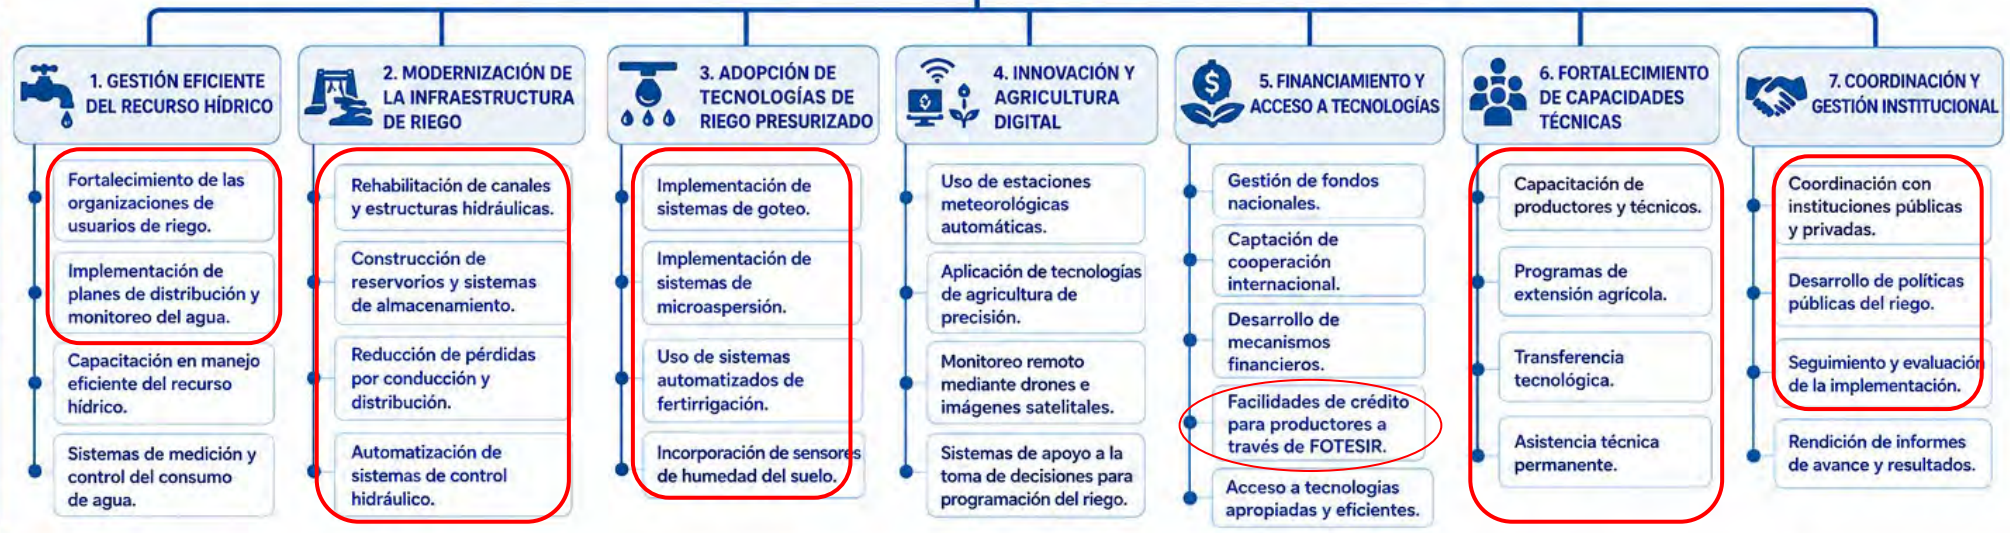 1. GESTIÓN EFICIENTE
DEL RECURSO HÍDRICO
Fortalecimiento de las
organizaciones de
usuarios de riego.
Implementación de
planes de distribución y
monitoreo del agua.
Capacitación en manejo
eficiente del recurso
hídrico.
Sistemas de medición y
control del consumo
de agua.
2. MODERNIZACIÓN DE
LA INFRAESTRUCTURA
DE RIEGO
Rehabilitación de canales
y estructuras hidráulicas.
Construcción de
reservorios y sistemas
de almacenamiento.
Reducción de pérdidas
por conducción y
distribución.
Automatización de
sistemas de control
hidráulico.
3. ADOPCIÓN DE
TECNOLOGÍAS DE
RIEGO PRESURIZADO
Implementación de
sistemas de goteo.
Implementación de
sistemas de
microaspersión.
Uso de sistemas
automatizados de
fertirrigación.
Incorporación de sensores
de humedad del suelo.
4. INNOVACIÓN Y
AGRICULTURA
DIGITAL
Uso de estaciones
meteorológicas
automáticas.
Aplicación de tecnologías
de agricultura de
precisión.
Monitoreo remoto
mediante drones e
imágenes satelitales.
Sistemas de apoyo a la
toma de decisiones para
programación del riego.
5. FINANCIAMIENTO Y
ACCESO A TECNOLOGÍAS
Gestión de fondos
nacionales.
Captación de
cooperación
internacional.
Desarrollo de
mecanismos
financieros.
Facilidades de crédito
para productores a
través de FOTESIR.
Acceso a tecnologías
apropiadas y eficientes.
6. FORTALECIMIENTO
DE CAPACIDADES
TÉCNICAS
Capacitación de
productores y técnicos.
Programas de
extensión agrícola.
Transferencia
tecnológica.
Asistencia técnica
permanente.
7. COORDINACIÓN Y
GESTIÓN INSTITUCIONAL
Coordinación con
instituciones públicas
y privadas.
Desarrollo de políticas
públicas del riego.
Seguimiento y evaluación
de la implementación.
Rendición de informes
de avance y resultados.